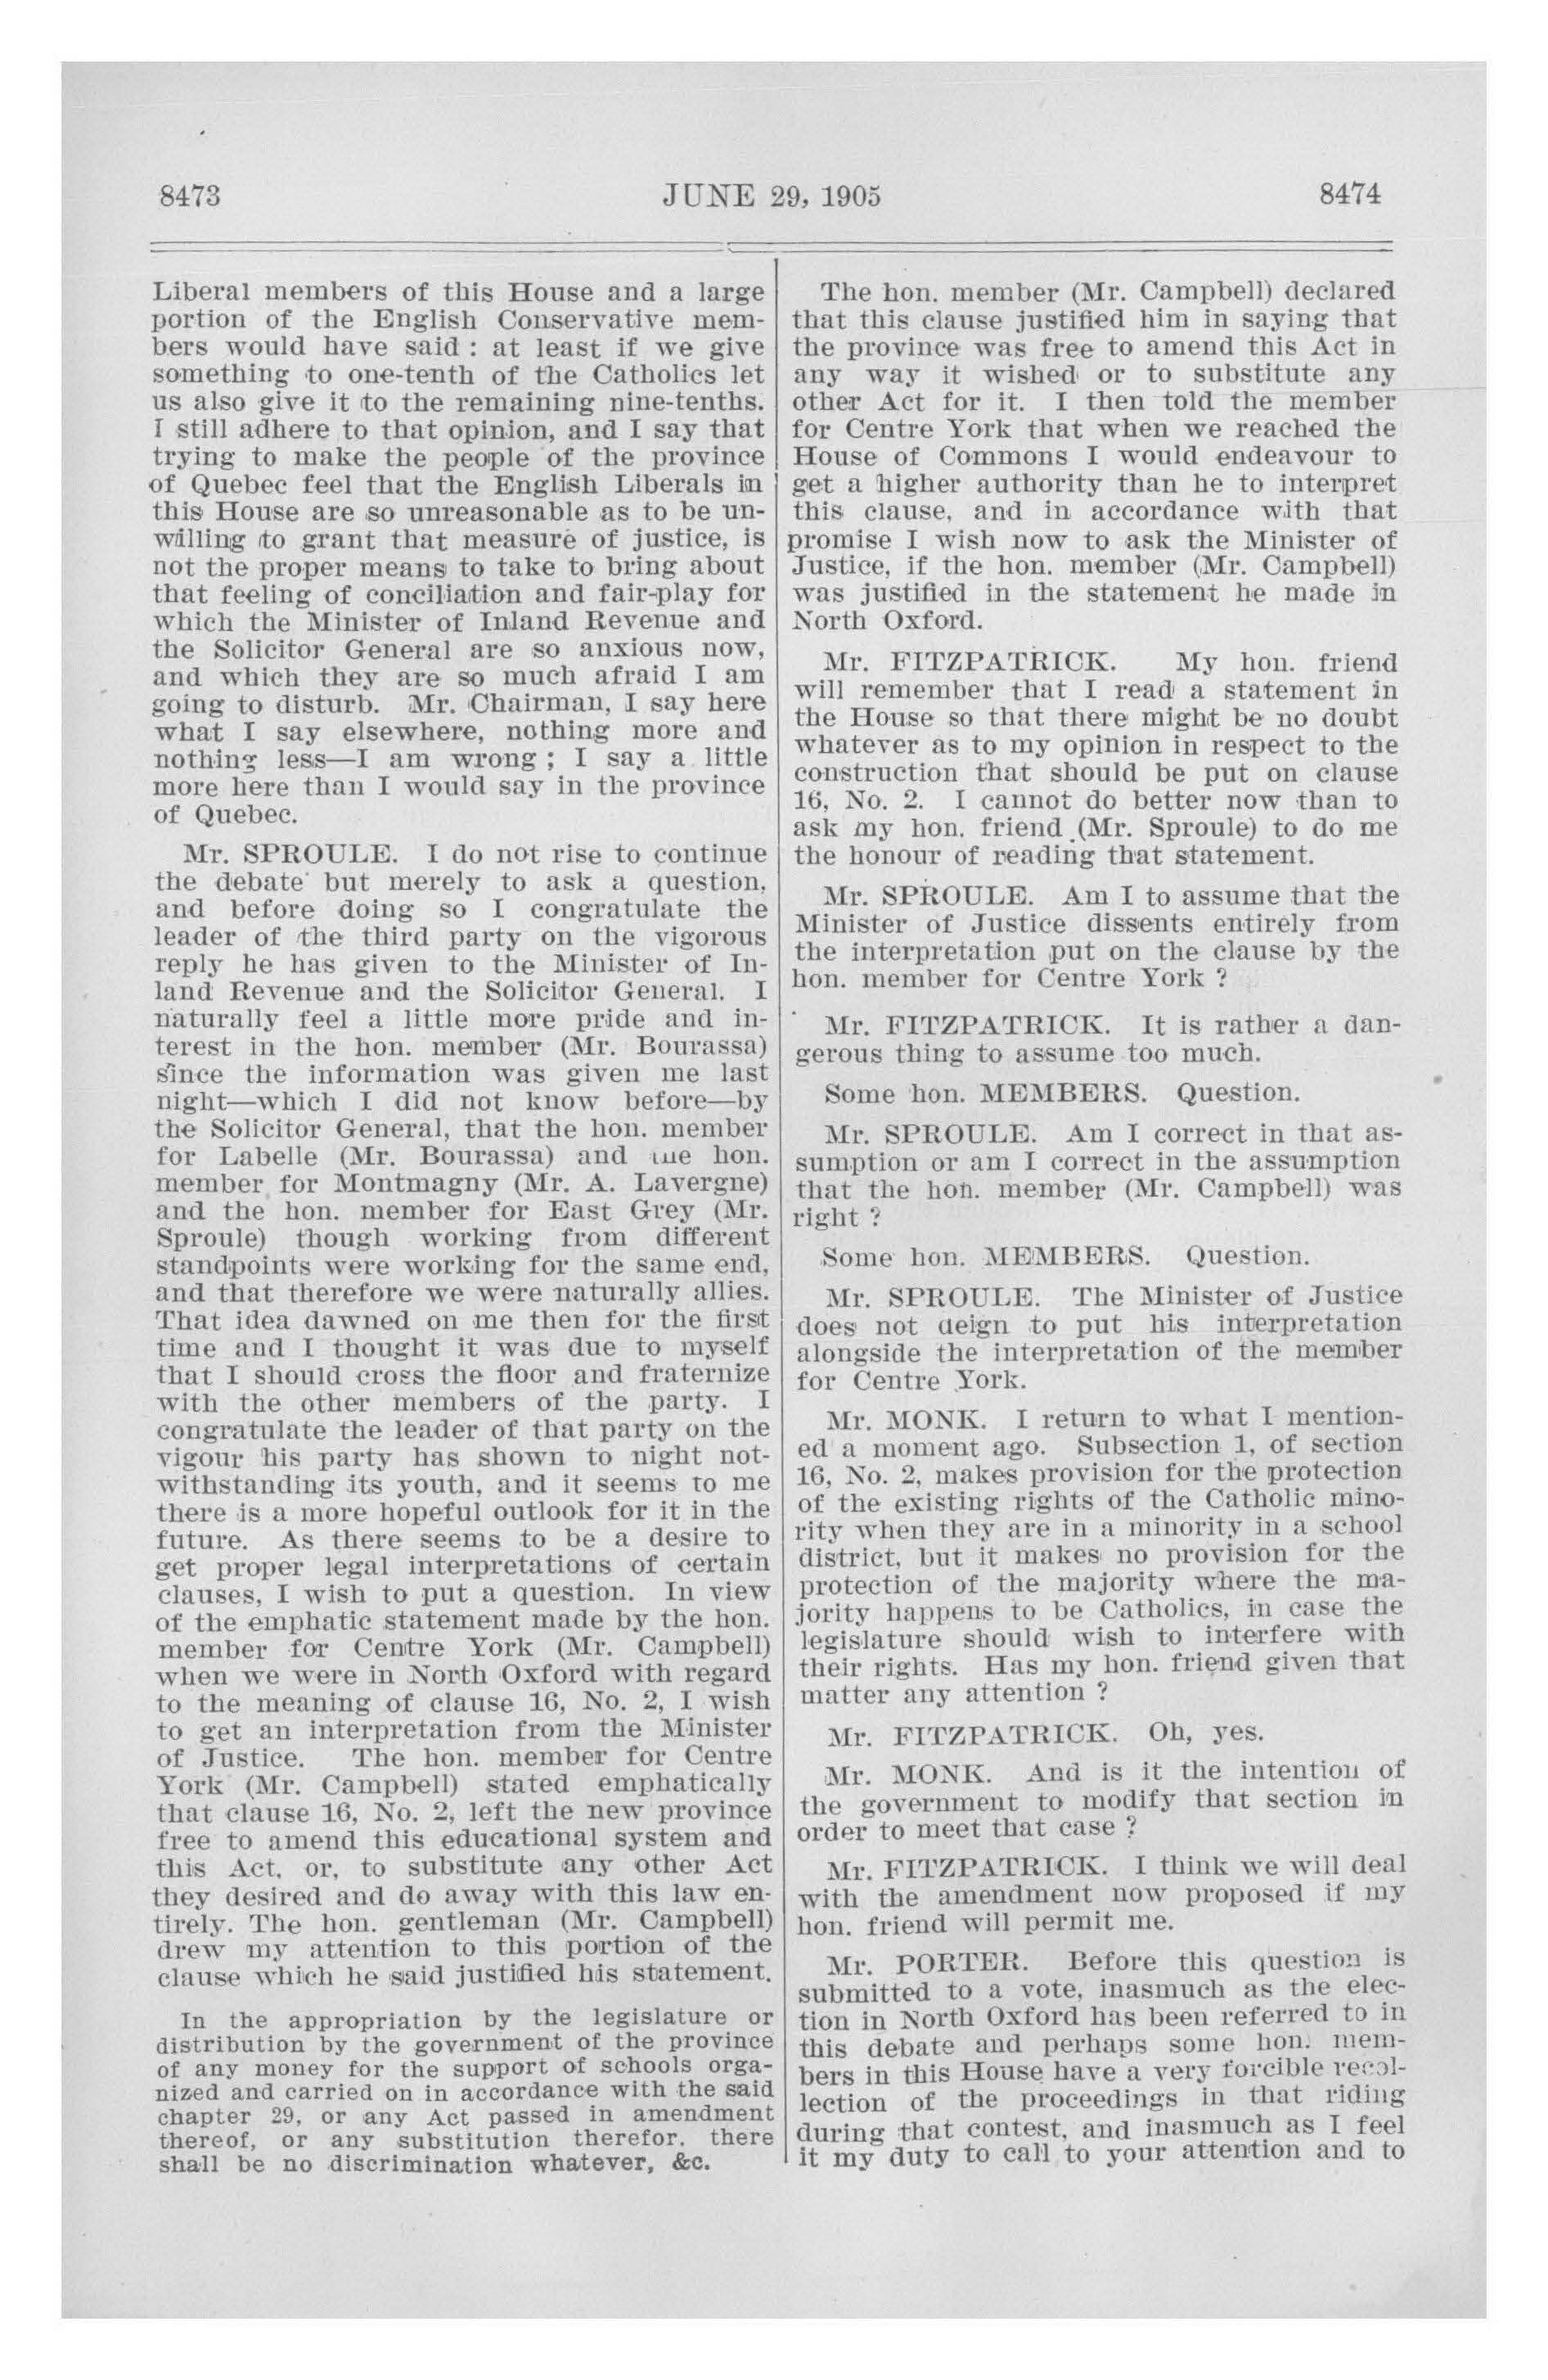 8473
JUNE 29, 1905
8474
Liberal members of this House and a large
portion of the English Conservative mem-
bers would have said : at least if we give
something to one-tenth of the Catholics let
us also give it to the remaining nine-tenths.
I still adhere to that opinion, and I say that
trying to make the people of the province
of Quebec feel that the English Liberals in
this House are so unreasonable as to be un-
willing to grant that measure of justice, is
not the proper means to take to bring about
that feeling of conciliation and fair-play for
which the Minister of Inland Revenue and
the Solicitor General are so anxious now,
and which they are so much afraid I am
going to disturb. Mr. Chairman, I say here
what I say elsewhere, nothing more and
nothing less—I am wrong ; I say a little
more here than I would say in the province
of Quebec.
Mr. SPROULE. I do not rise to continue
the debate but merely to ask a question,
and before doing so I congratulate the
leader of the third party on the vigorous
reply he has given to the Minister of In-
land Revenue and the Solicitor General. I
naturally feel a little more pride and in-
terest in the hon. member (Mr. Bourassa)
since the information was given me last
night—which I did not know before—by
the Solicitor General, that the hon. member
for Labelle (Mr. Bourassa) and the hon.
member for Montmagny (Mr. A. Lavergne)
and the hon. member for East Grey (Mr.
Sproule) though working from different
standpoints were working for the same end,
and that therefore we were naturally allies.
That idea dawned on me then for the first
time and I thought it was due to myself
that I should cross the floor and fraternize
with the other members of the party. I
congratulate the leader of that party on the
vigour his party has shown to night not-
withstanding its youth, and it seems to me
there is a more hopeful outlook for it in the
future. As there seems to be a desire to
get proper legal interpretations of certain
clauses, I wish to put a question. In view
of the emphatic statement made by the hon.
member for Centre York (Mr. Campbell)
when we were in North Oxford with regard
to the meaning of clause 16, No. 2, I wish
to get an interpretation from the Minister
of Justice. The hon. member for Centre
York (Mr. Campbell) stated emphatically
that clause 16, No. 2, left the new province
free to amend this educational system and
this Act, or, to substitute any other Act
they desired and do away with this law en-
tirely. The hon. gentleman (Mr. Campbell)
drew my attention to this portion of the
clause which he said justified his statement.
In the appropriation by the legislature or
distribution by the government of the province
of any money for the support of schools orga-
nized and carried on in accordance with the said
chapter 29, or any Act passed in amendment
thereof, or any substitution therefor, there
shall be no discrimination whatever, &c.
The hon. member (Mr. Campbell) declared
that this clause justified him in saying that
the province was free to amend this Act in
any way it wished or to substitute any
other Act for it. I then told the member
for Centre York that when we reached the
House of Commons I would endeavour to
get a higher authority than he to interpret
this clause, and in accordance with that
promise I wish now to ask the Minister of
Justice, if the hon. member (Mr. Campbell)
was justified in the statement he made in
North Oxford.
Mr. FITZPATRICK. My hon. friend
will remember that I read a statement in
the House so that there might be no doubt
whatever as to my opinion in respect to the
construction that should be put on clause
16, No. 2. I cannot do better now than to
ask my hon. friend (Mr. Sproule) to do me
the honour of reading that statement.
Mr. SPROULE. Am I to assume that the
Minister of Justice dissents entirely from
the interpretation put on the clause by the
hon. member for Centre York ?
Mr. FITZPATRICK. It is rather a dan-
gerous thing to assume too much.
Some hon. MEMBERS. Question.
Mr. SPROULE. Am I correct in that as-
sumption or am I correct in the assumption
that the hon. member (Mr. Campbell) was
right ?
Some hon. MEMBERS. Question.
Mr. SPROULE. The Minister of Justice
does not deign to put his interpretation
alongside the interpretation of the member
for Centre York.
Mr. MONK. I return to what I mention-
ed a moment ago. Subsection 1, of section
16, No. 2, makes provision for the protection
of the existing rights of the Catholic mino-
rity when they are in a minority in a school
district, but it makes no provision for the
protection of the majority where the ma-
jority happens to be Catholics, in case the
legislature should wish to interfere with
their rights. Has my hon. friend given that
matter any attention ?
Mr. FITZPATRICK. Oh, yes.
Mr. MONK. And is it the intention of
the government to modify that section in
order to meet that case ?
Mr. FITZPATRICK. I think we will deal
with the amendment now proposed if my
hon. friend will permit me.
Mr. PORTER. Before this question is
submitted to a vote, inasmuch as the elec-
tion in North Oxford has been referred to in
this debate and perhaps some hon. mem-
bers in this House have a very forcible recol-
lection of the proceedings in that riding
during that contest, and inasmuch as I feel
it my duty to call to your attention and to